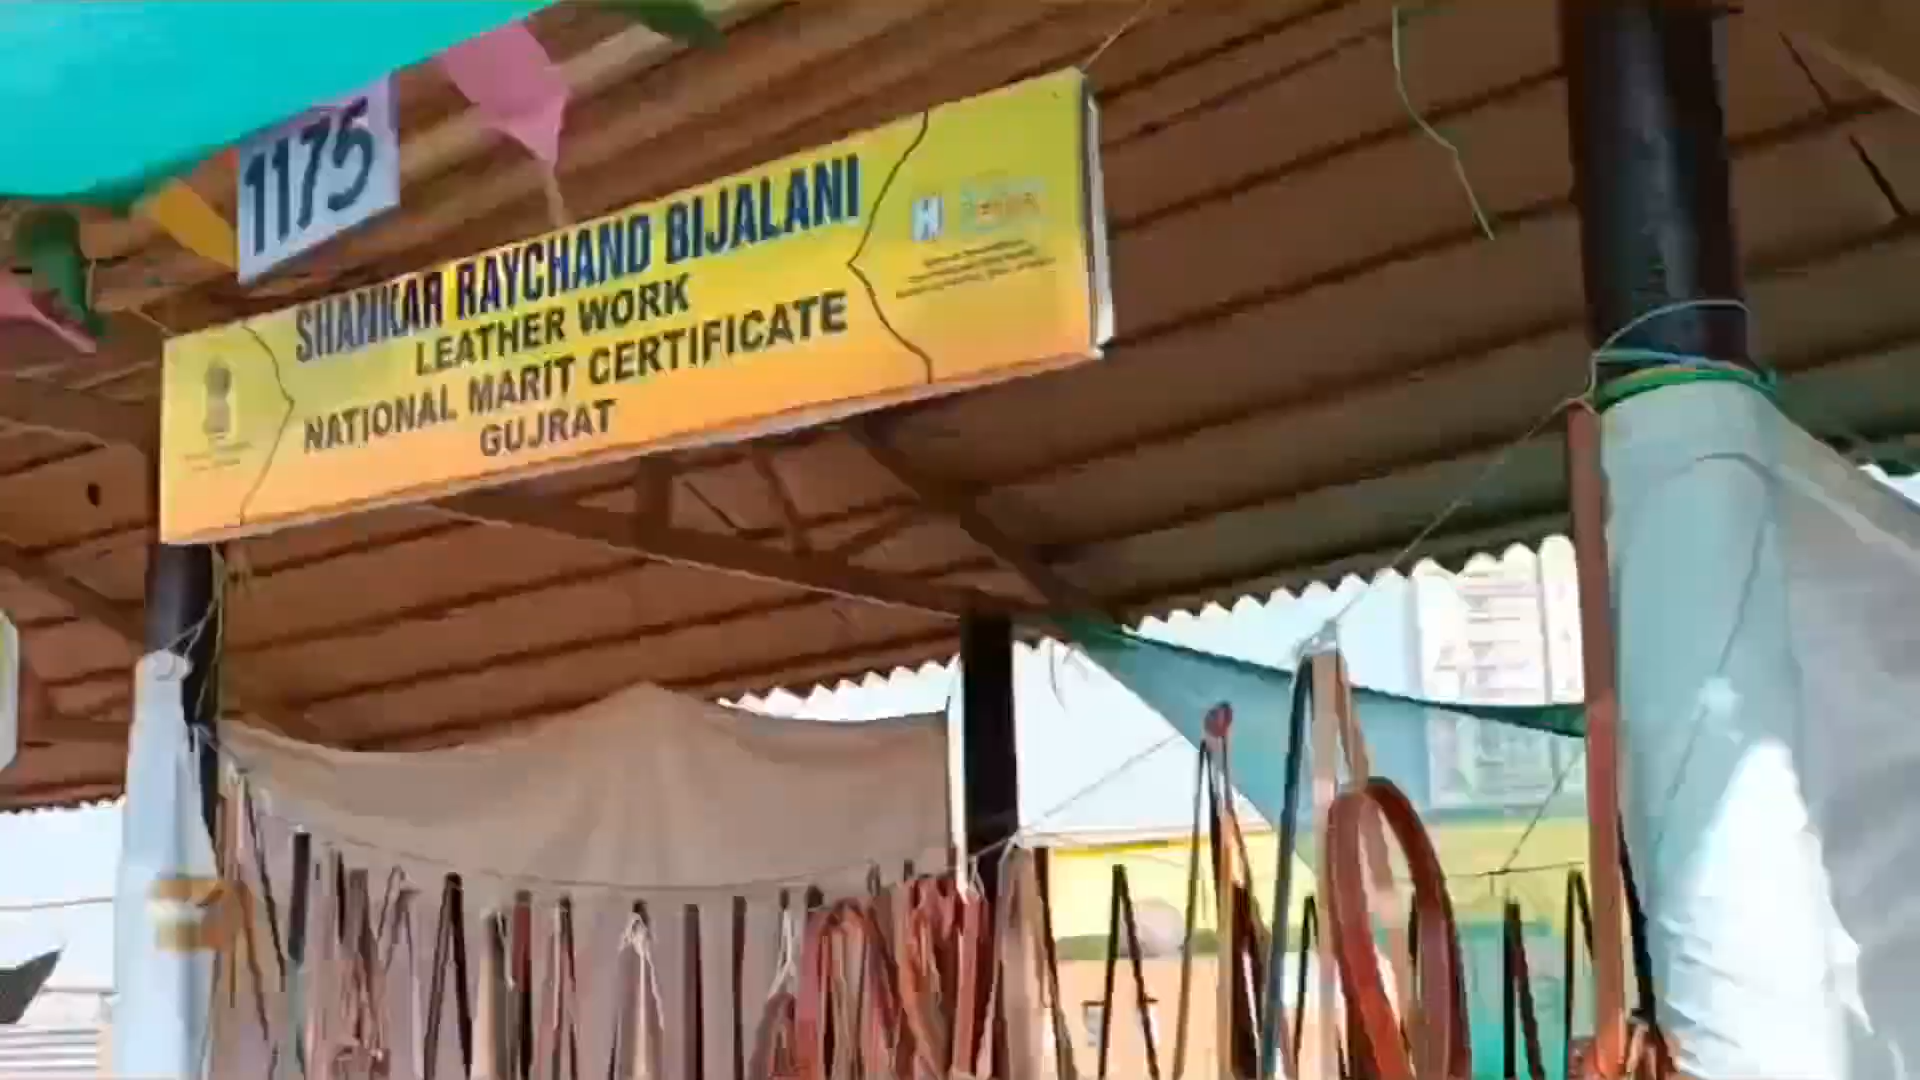 1175
SHANKAR RAYCHAND BIJALANI
LEATHER WORK
NATIONAL MARIT CERTIFICATE
GUJRAT